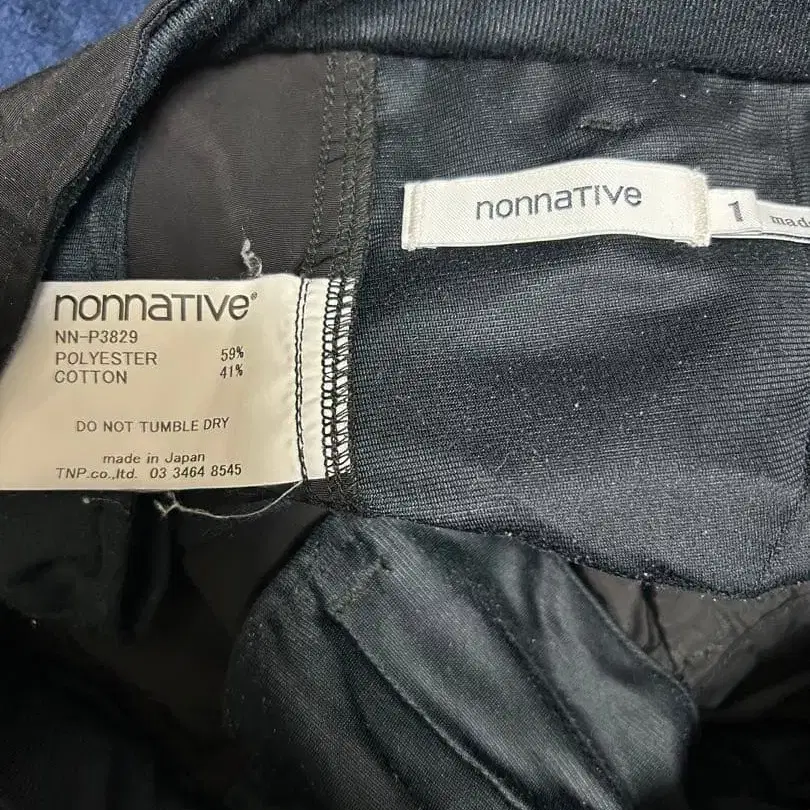 nonnative
1
made
nonnative®
NN-P3829
POLYESTER 59%
COTTON 41%
DO NOT TUMBLE DRY
made in Japan
TNP.co.,ltd. 03 3464 8545